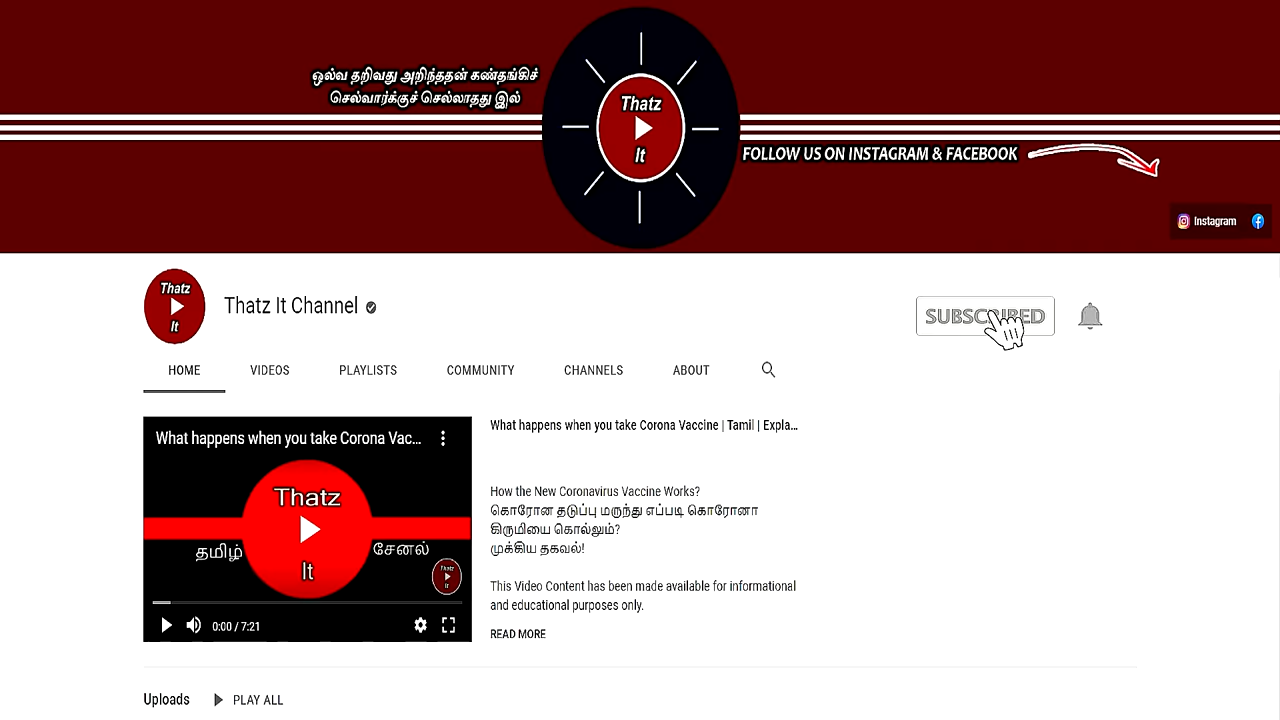 ஒல்வ தறிவது அறிந்ததன் கண்தங்கிச்
செல்வார்க்குச் செல்லாதது இல்
Thatz
It
FOLLOW US ON INSTAGRAM & FACEBOOK
Instagram
Thatz
It
Thatz It Channel
SUBSCRIBED
HOME VIDEOS PLAYLISTS COMMUNITY CHANNELS ABOUT
What happens when you take Corona Vac...
Thatz
தமிழ் சேனல்
It
Thatz
It
0:00 / 7:21
What happens when you take Corona Vaccine | Tamil | Expla...
How the New Coronavirus Vaccine Works?
கொரோன தடுப்பு மருந்து எப்படி கொரோனா
கிருமியை கொல்லும்?
முக்கிய தகவல்!
This Video Content has been made available for informational
and educational purposes only.
READ MORE
Uploads PLAY ALL